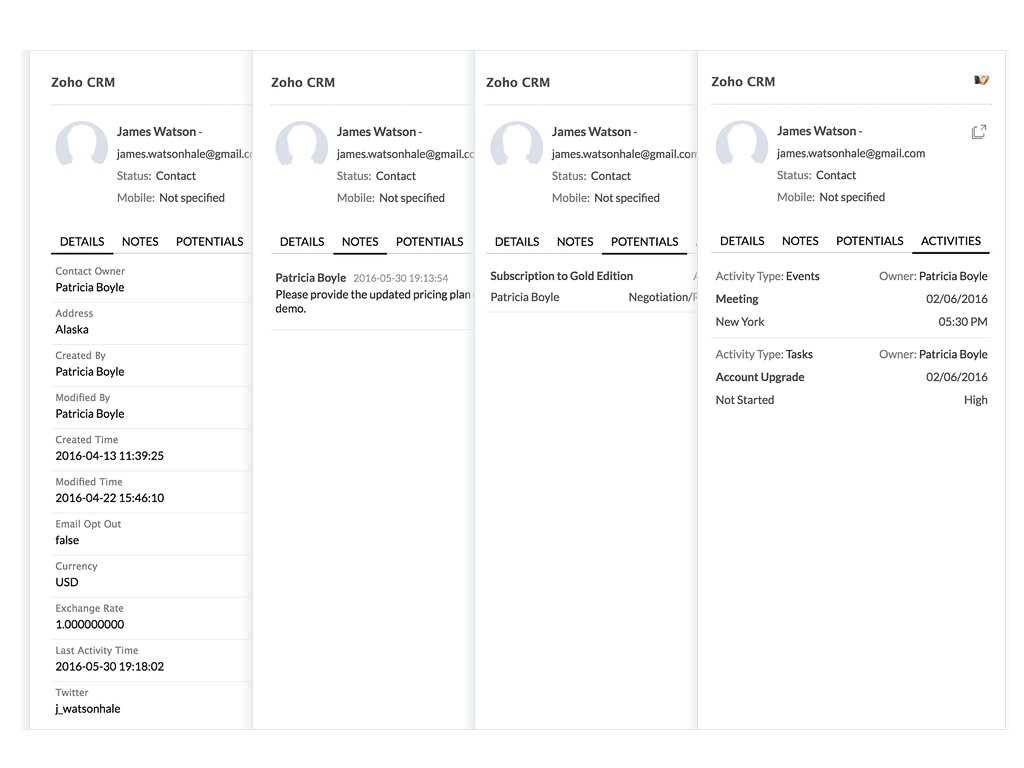 Zoho CRM
James Watson -
james.watsonhale@gmail.c
Status: Contact
Mobile: Not specified
DETAILS NOTES POTENTIALS
Contact Owner
Patricia Boyle
Address
Alaska
Created By
Patricia Boyle
Modified By
Patricia Boyle
Created Time
2016-04-13 11:39:25
Modified Time
2016-04-22 15:46:10
Email Opt Out
false
Currency
USD
Exchange Rate
1.000000000
Last Activity Time
2016-05-30 19:18:02
Twitter
j_watsonhale
Zoho CRM
James Watson -
james.watsonhale@gmail.c
Status: Contact
Mobile: Not specified
DETAILS NOTES POTENTIALS
Patricia Boyle 2016-05-30 19:13:54
Please provide the updated pricing plan
demo.
Zoho CRM
James Watson -
james.watsonhale@gmail.com
Status: Contact
Mobile: Not specified
DETAILS NOTES POTENTIALS
Subscription to Gold Edition
Patricia Boyle Negotiation/R
Zoho CRM
James Watson -
james.watsonhale@gmail.com
Status: Contact
Mobile: Not specified
DETAILS NOTES POTENTIALS ACTIVITIES
Activity Type: Events Owner: Patricia Boyle
Meeting 02/06/2016
New York 05:30 PM
Activity Type: Tasks Owner: Patricia Boyle
Account Upgrade 02/06/2016
Not Started High